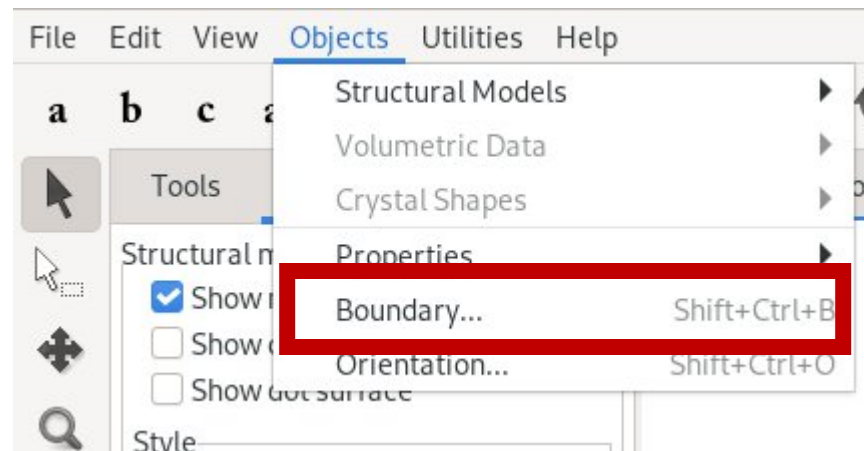 File Edit View Objects Utilities Help
a b c
Structural Models
Volumetric Data
Tools
Crystal Shapes
Structural
Properties
Show
Boundary... Shift+Ctrl+B
Show
Orientation... Shift+Ctrl+O
Show dot surface
Style